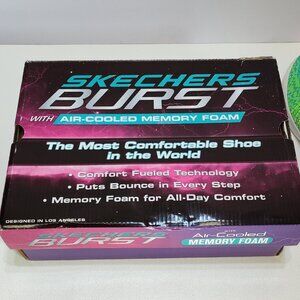 SKECHERS
BURST
WITH AIR-COOLED MEMORY FOAM
The Most Comfortable Shoe
in the World
• Comfort Fueled Technology
• Puts Bounce in Every Step
• Memory Foam for All-Day Comfort
DESIGNED IN LOS ANGELES
SKECHERS
BURST
WITH
Air-Cooled
MEMORY FOAM